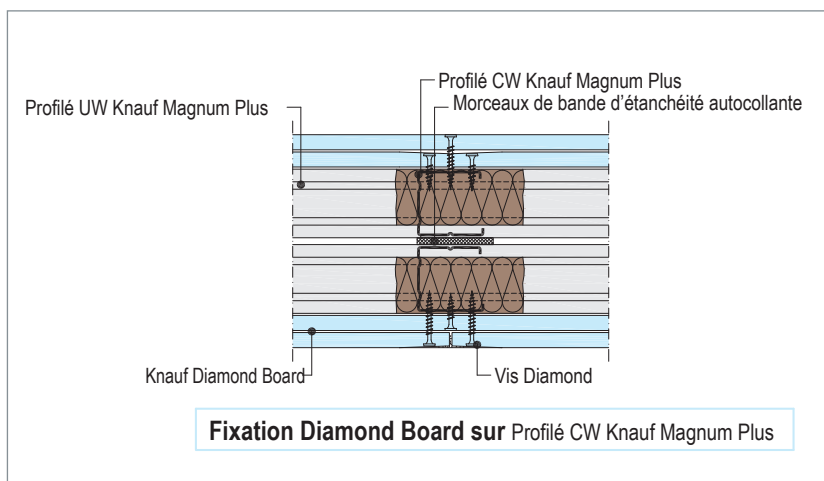 Profilé CW Knauf Magnum Plus
Morceaux de bande d'étanchéité autocollante
Profilé UW Knauf Magnum Plus
Knauf Diamond Board
Vis Diamond
Fixation Diamond Board sur Profilé CW Knauf Magnum Plus